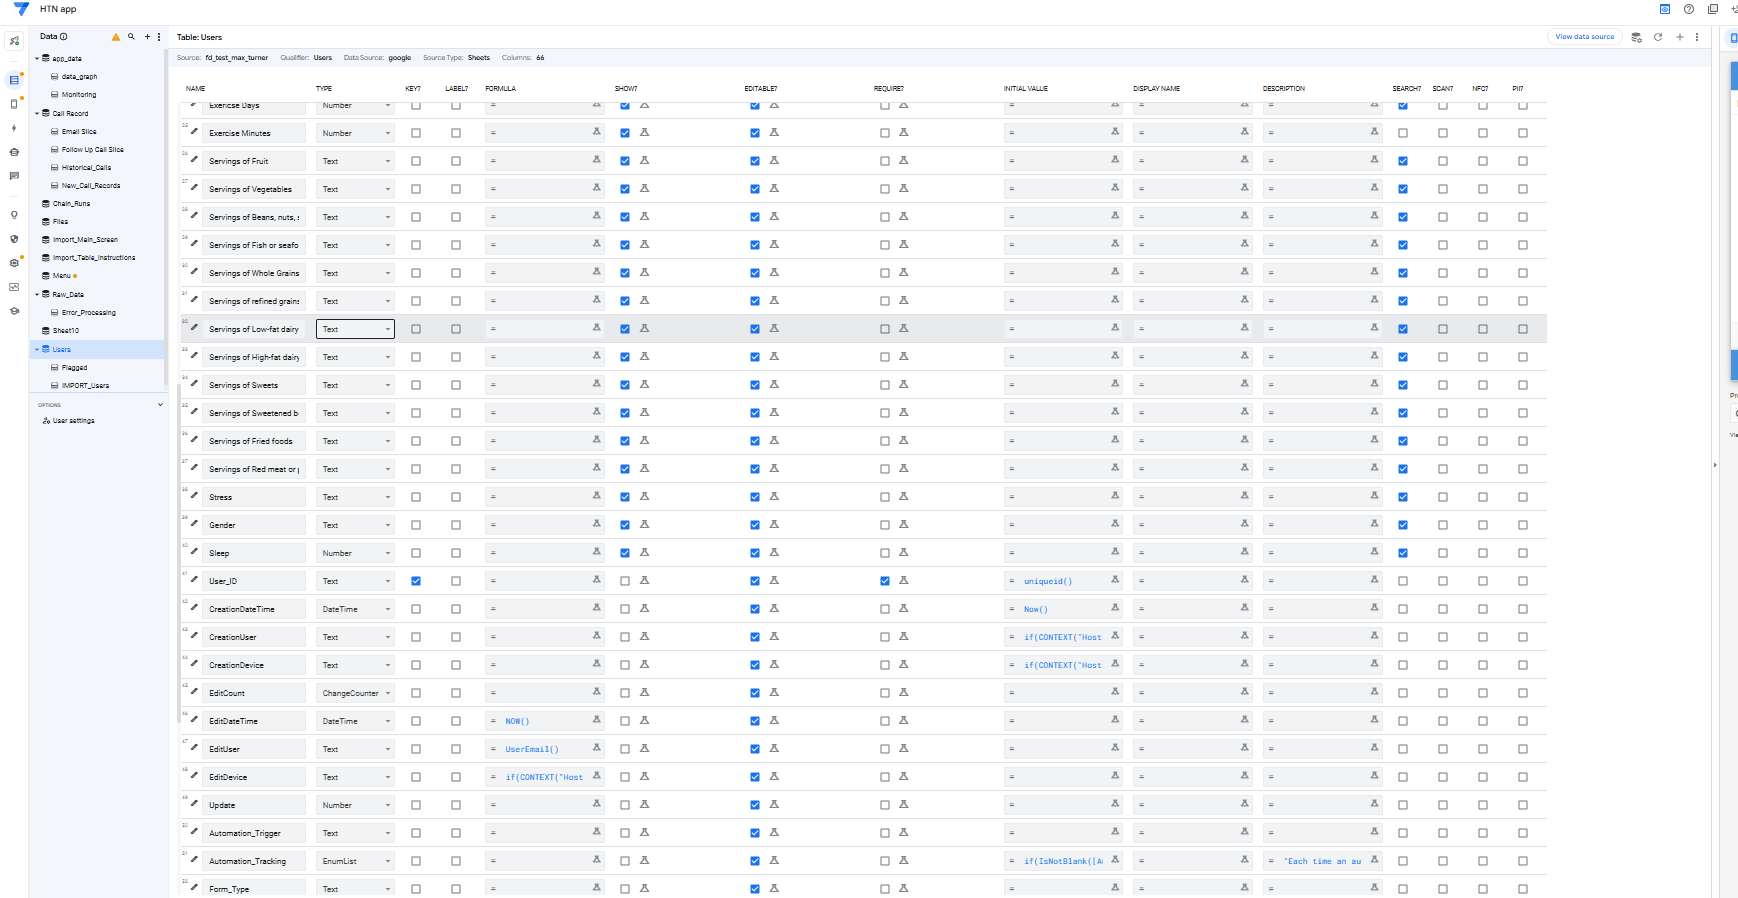 HTN app
Data
Table: Users
View data source
Source: fd_test_max_turner Qualifier: Users Data Source: google Source Type: Sheets Columns: 66
app_data
data_graph
Monitoring
Call Record
Email Slice
Follow Up Call Slice
Historical_Calls
New_Call_Records
Chain_Runs
Files
Import_Main_Screen
Import_Table_Instructions
Menu
Raw_Data
Error_Processing
Sheet10
Users
Flagged
IMPORT_Users
OPTIONS
User settings
NAME TYPE KEY? LABEL? FORMULA SHOW? EDITABLE? REQUIRE? INITIAL VALUE DISPLAY NAME DESCRIPTION SEARCH? SCAN? NFC? PII?
Exericse Days Number
Exercise Minutes Number = = = =
Servings of Fruit Text = = = =
Servings of Vegetables Text = = = =
Servings of Beans, nuts, Text = = = =
Servings of Fish or seafo Text = = = =
Servings of Whole Grains Text = = = =
Servings of refined grains Text = = = =
Servings of Low-fat dairy Text = = = =
Servings of High-fat dairy Text = = = =
Servings of Sweets Text = = = =
Servings of Sweetened b Text = = = =
Servings of Fried foods Text = = = =
Servings of Red meat or Text = = = =
Stress Text = = = =
Gender Text = = = =
Sleep Number = = = =
User_ID Text = = uniqueid() = =
CreationDateTime DateTime = = Now() = =
CreationUser Text = = if(CONTEXT("Host = =
CreationDevice Text = = if(CONTEXT("Host = =
EditCount ChangeCounter = = = =
EditDateTime DateTime = NOW() = = =
EditUser Text = UserEmail() = = =
EditDevice Text = if(CONTEXT("Host = = =
Update Number = = = =
Automation_Trigger Text = = = =
Automation_Tracking EnumList = = if(IsNotBlank([A = = "Each time an au
Form_Type Text = = = =